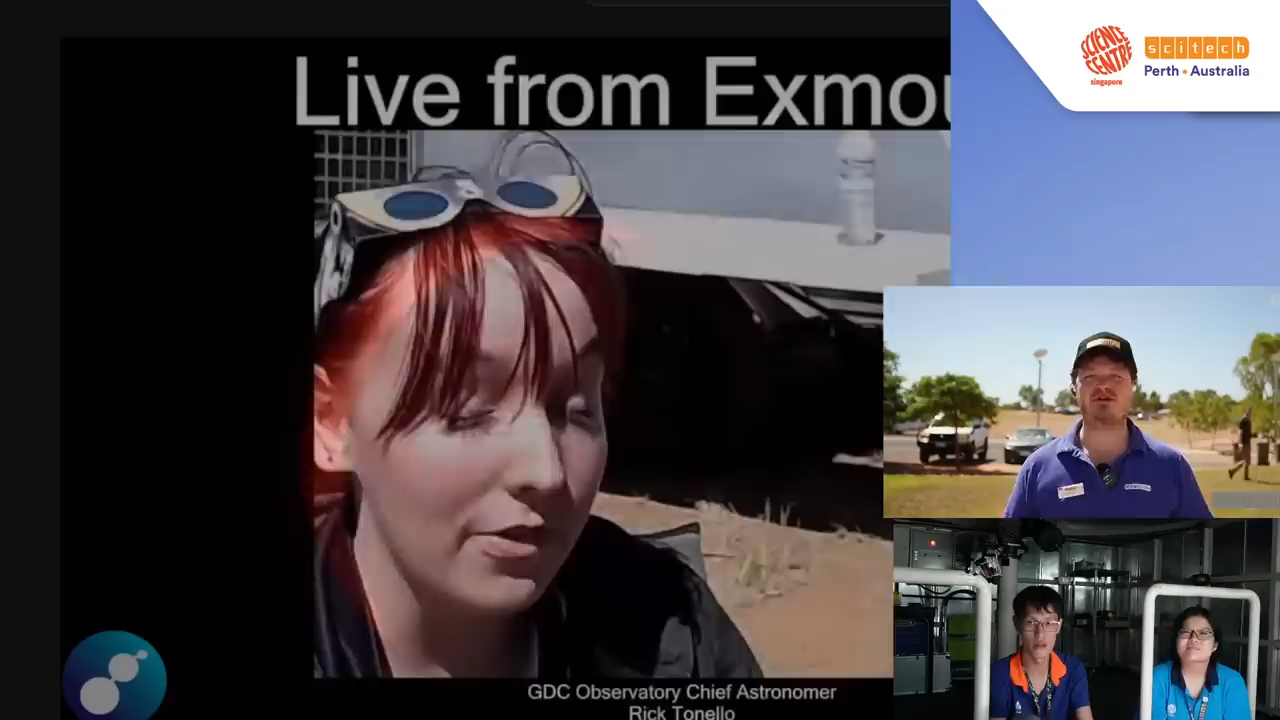 Live from Exmou
SCIENCE
CENTRE
singapore
scitech
Perth • Australia
GDC Observatory Chief Astronomer
Rick Tonello